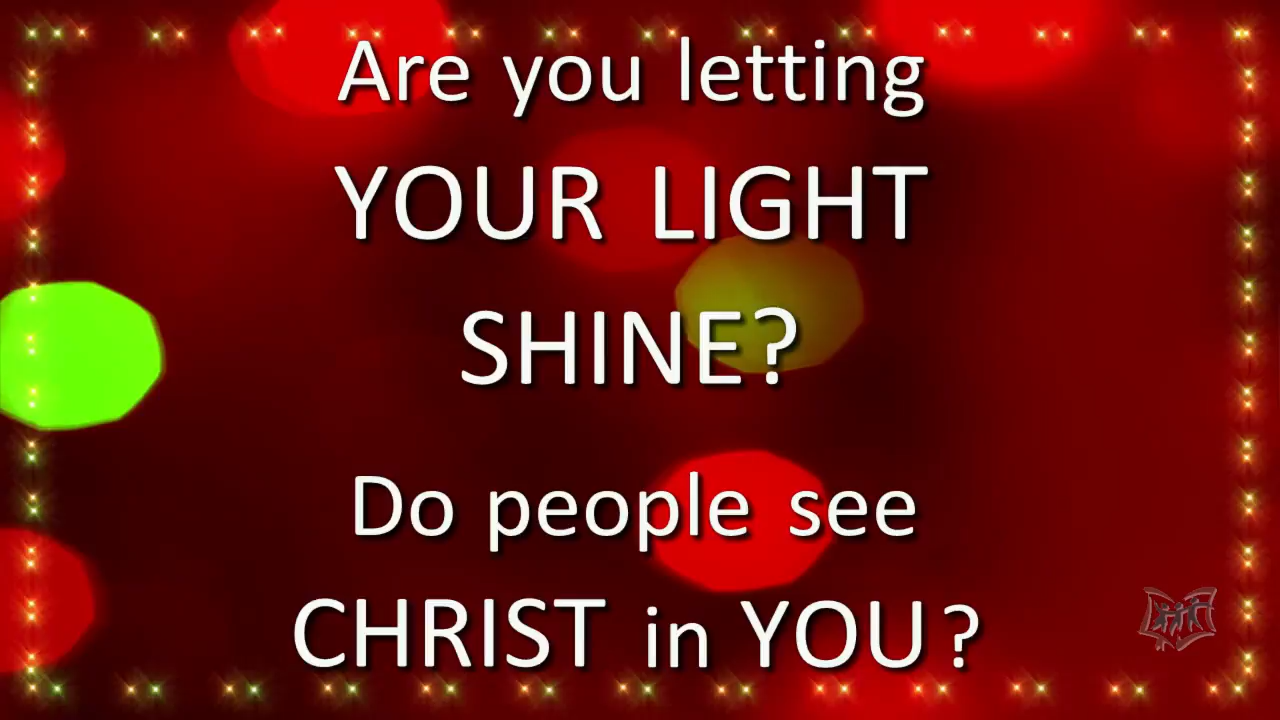 Are you letting
YOUR LIGHT
SHINE?
Do people see
CHRIST in YOU?